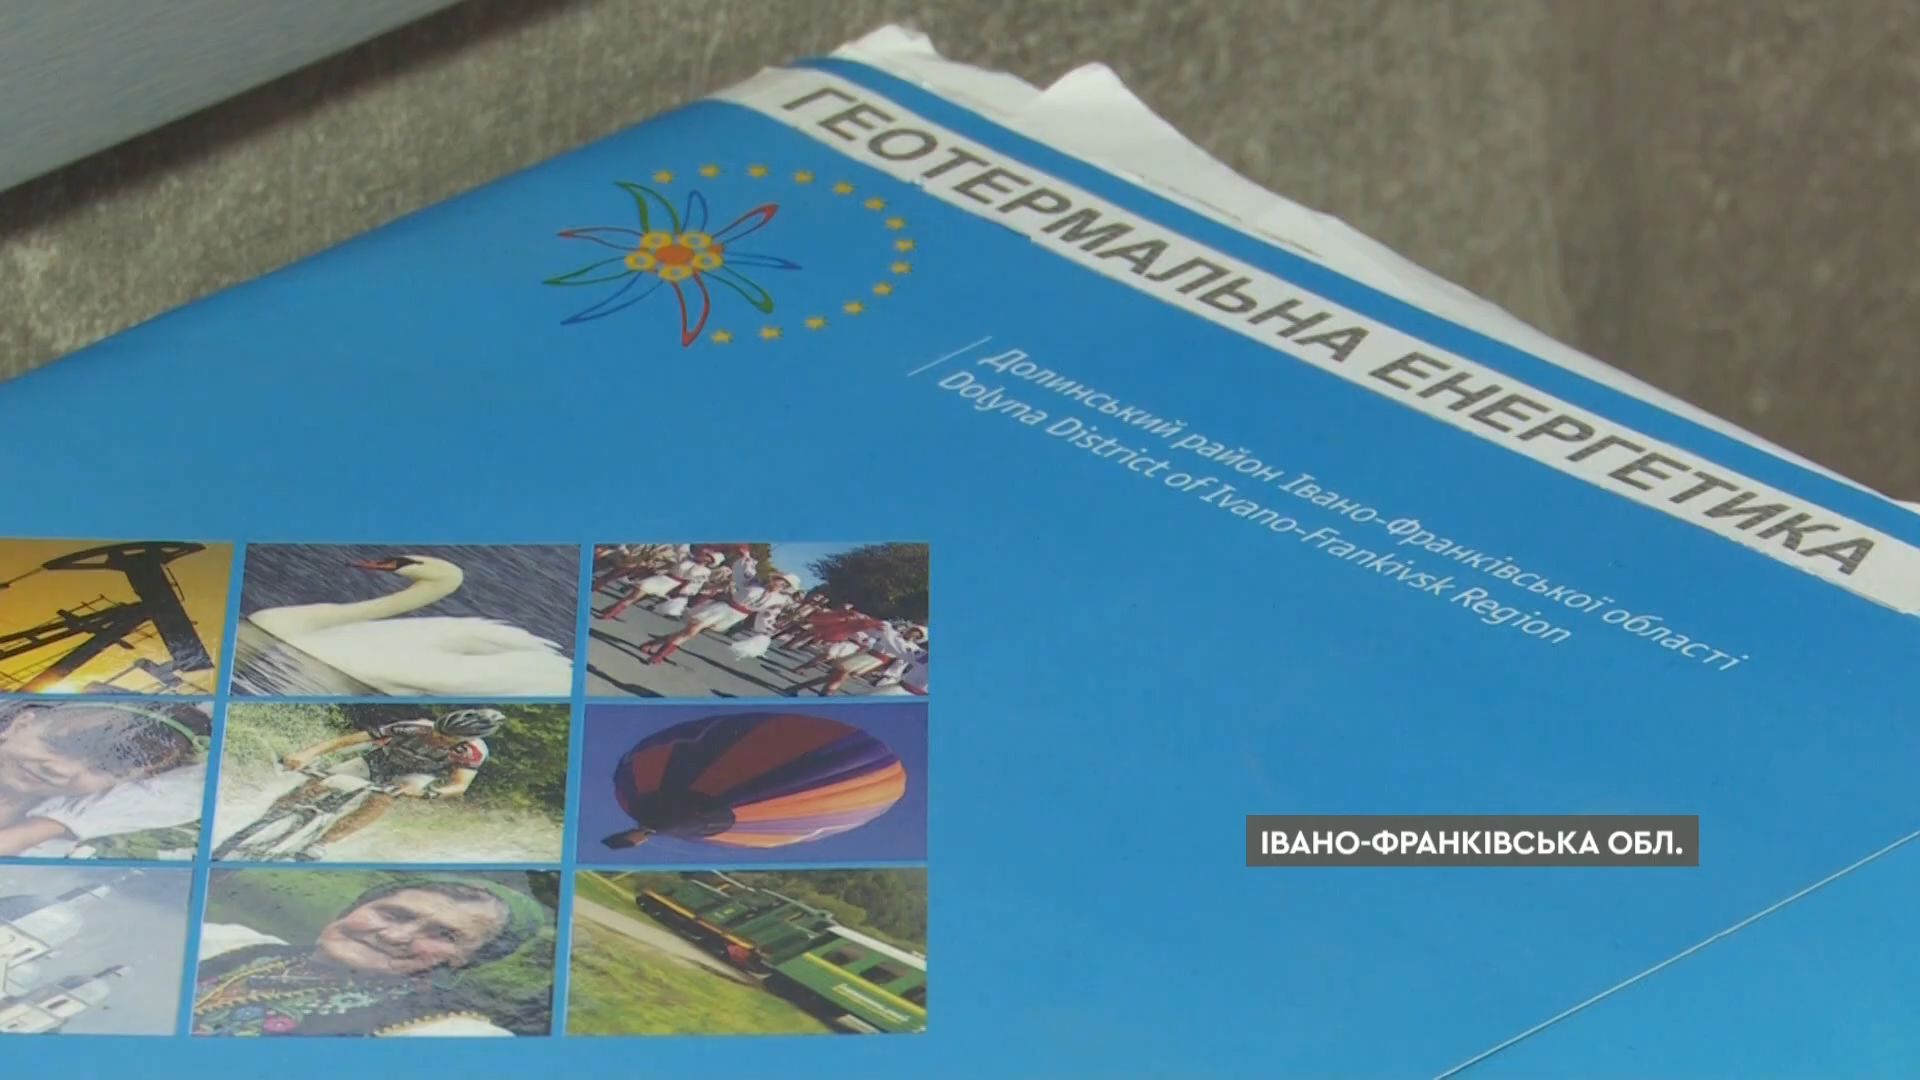 ГЕОТЕРМАЛЬНА ЕНЕРГЕТИКА
Долинський район Івано-Франківської області
Dolyna District of Ivano-Frankivsk Region
ІВАНО-ФРАНКІВСЬКА ОБЛ.